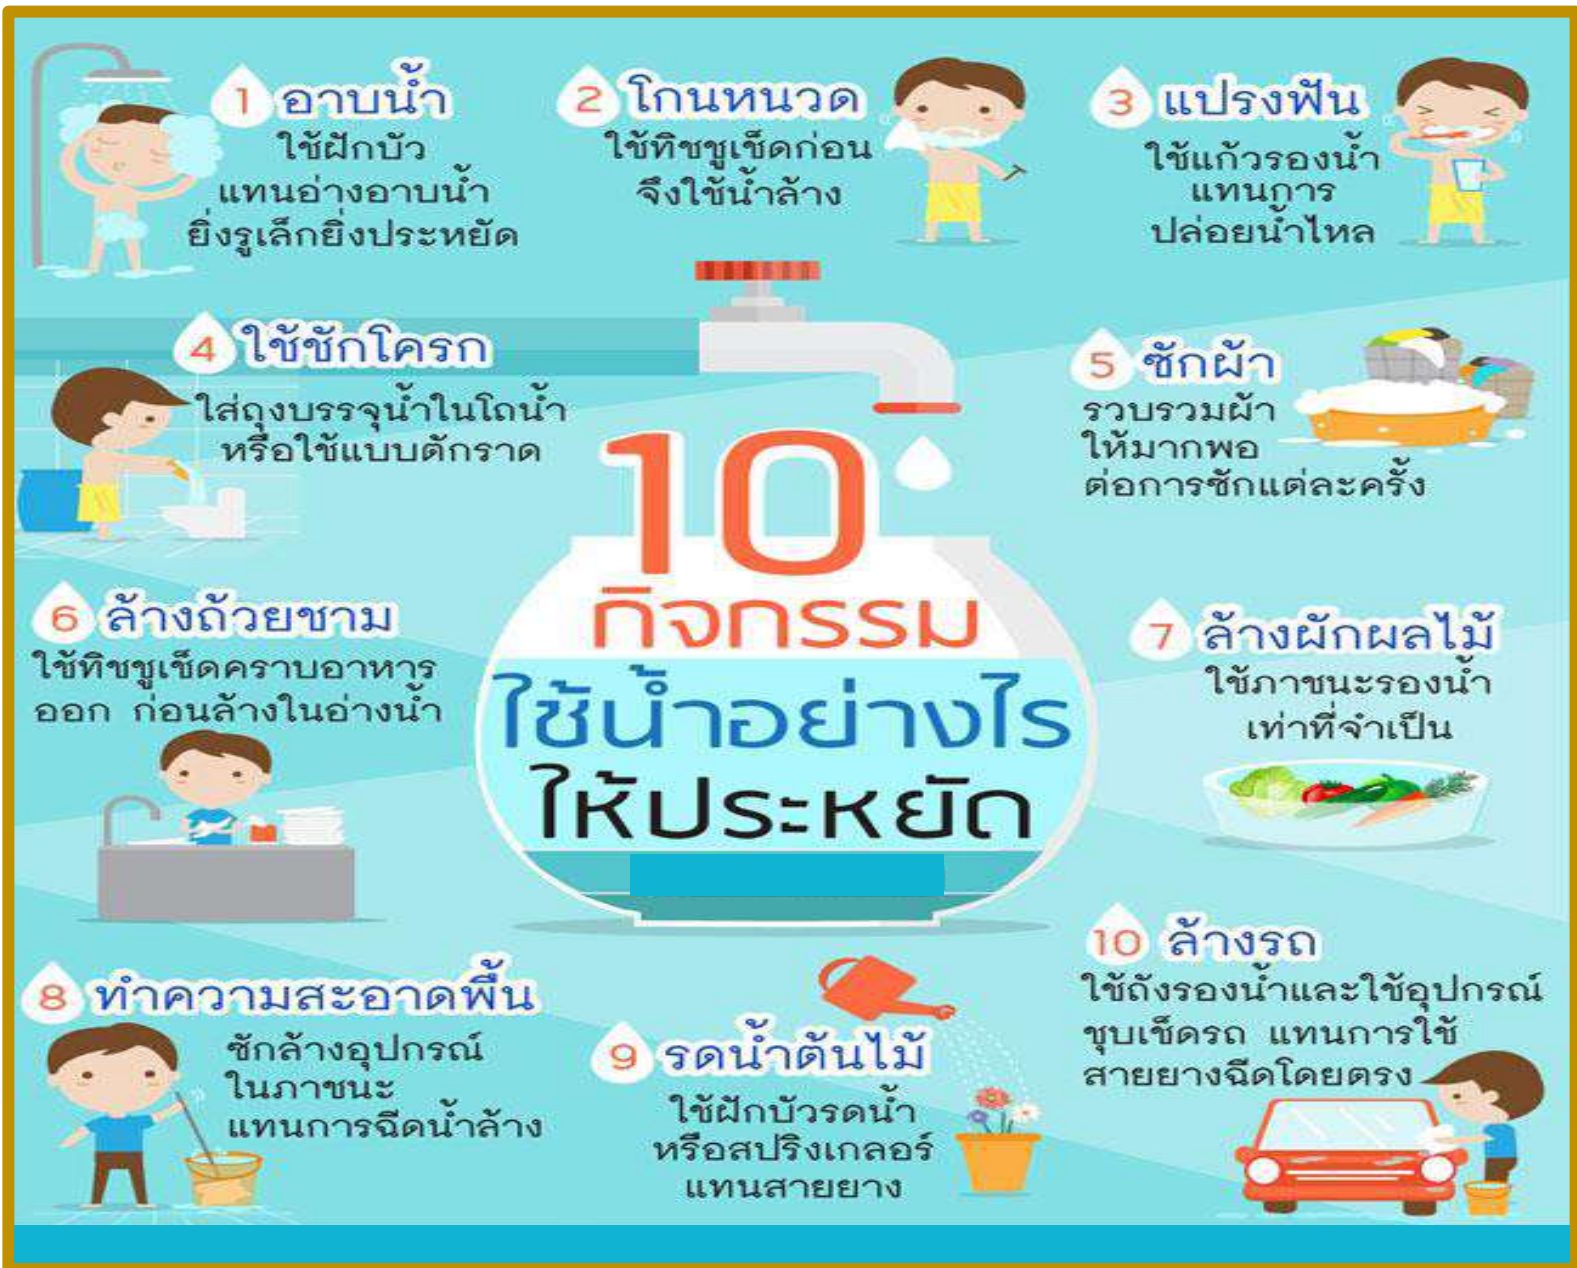 1 อาบน้ำ
ใช้ฝักบัว
แทนอ่างอาบน้ำ
ยิ่งรูเล็กยิ่งประหยัด
2 โกนหนวด
ใช้ทิชชูเช็ดก่อน
จึงใช้น้ำล้าง
3 แปรงฟัน
ใช้แก้วรองน้ำ
แทนการ
ปล่อยน้ำไหล
4 ใช้ชักโครก
ใส่ถุงบรรจุน้ำในโถน้ำ
หรือใช้แบบตักราด
5 ซักผ้า
รวบรวมผ้า
ให้มากพอ
ต่อการซักแต่ละครั้ง
10
กิจกรรม
ใช้น้ำอย่างไร
ให้ประหยัด
6 ล้างถ้วยชาม
ใช้ทิชชูเช็ดคราบอาหาร
ออก ก่อนล้างในอ่างน้ำ
7 ล้างผักผลไม้
ใช้ภาชนะรองน้ำ
เท่าที่จำเป็น
8 ทำความสะอาดพื้น
ซักล้างอุปกรณ์
ในภาชนะ
แทนการฉีดน้ำล้าง
9 รดน้ำต้นไม้
ใช้ฝักบัวรดน้ำ
หรือสปริงเกลอร์
แทนสายยาง
10 ล้างรถ
ใช้ถังรองน้ำและใช้อุปกรณ์
ชุบเช็ดรถ แทนการใช้
สายยางฉีดโดยตรง